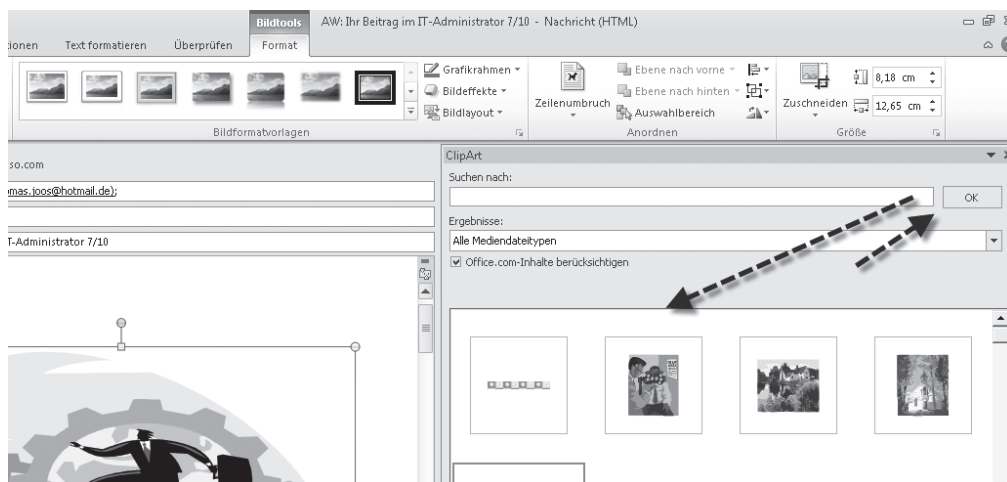 Bildtools AW: Ihr Beitrag im IT-Administrator 7/10 - Nachricht (HTML)
ionen Text formatieren Überprüfen Format
Grafikrahmen
Bildeffekte
Bildlayout
Bildformatvorlagen
Zeilenumbruch
Ebene nach vorne
Ebene nach hinten
Auswahlbereich
Anordnen
Zuschneiden
8,18 cm
12,65 cm
Größe
so.com
omas.joos@hotmail.de);
T-Administrator 7/10
ClipArt
Suchen nach:
OK
Ergebnisse:
Alle Mediendateitypen
Office.com-Inhalte berücksichtigen